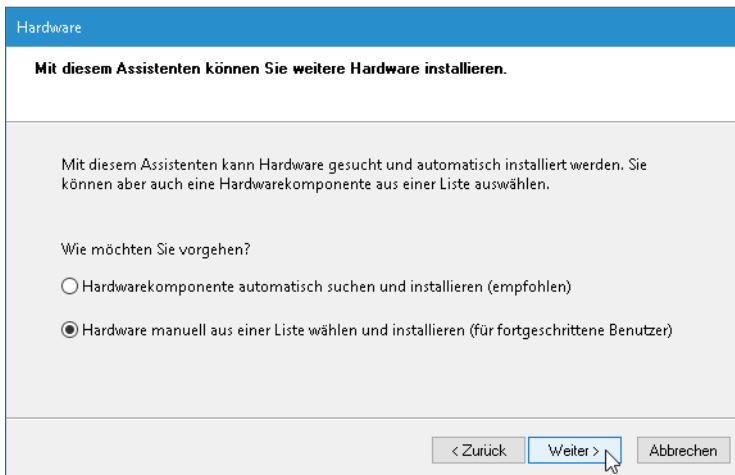 Hardware
Mit diesem Assistenten können Sie weitere Hardware installieren.
Mit diesem Assistenten kann Hardware gesucht und automatisch installiert werden. Sie
können aber auch eine Hardwarekomponente aus einer Liste auswählen.
Wie möchten Sie vorgehen?
Hardwarekomponente automatisch suchen und installieren (empfohlen)
Hardware manuell aus einer Liste wählen und installieren (für fortgeschrittene Benutzer)
< Zurück Weiter > Abbrechen